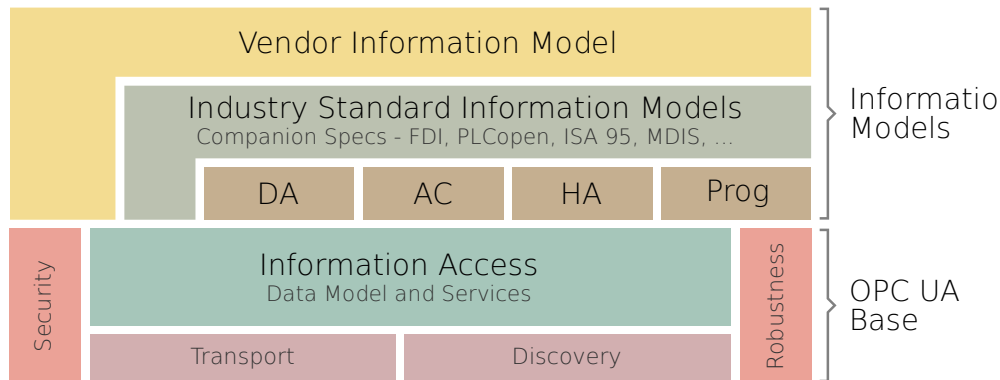 Vendor Information Model
Industry Standard Information Models
Companion Specs - FDI, PLCopen, ISA 95, MDIS, ...
DA
AC
HA
Prog
Informatio
Models
Security
Information Access
Data Model and Services
Robustness
Transport
Discovery
OPC UA
Base